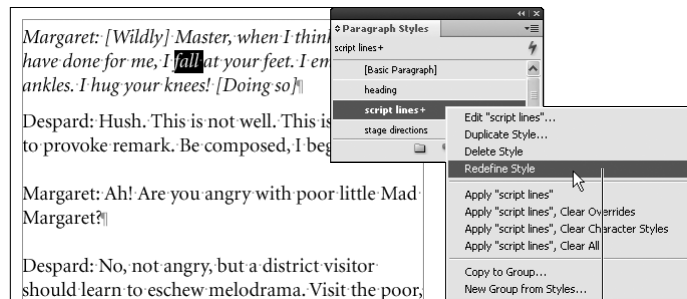 Margaret: [Wildly] Master, when I thin
have done for me, I fall at your feet. I em
ankles. I hug your knees! [Doing so]¶
Despard: Hush. This is not well. This is
to provoke remark. Be composed, I beg
Margaret: Ah! Are you angry with poor little Mad
Margaret?¶
Despard: No, not angry, but a district visitor
should learn to eschew melodrama. Visit the poor,
Paragraph Styles
script lines+
[Basic Paragraph]
heading
script lines+
stage directions
Edit "script lines"...
Duplicate Style...
Delete Style
Redefine Style
Apply "script lines"
Apply "script lines", Clear Overrides
Apply "script lines", Clear Character Styles
Apply "script lines", Clear All
Copy to Group...
New Group from Styles...